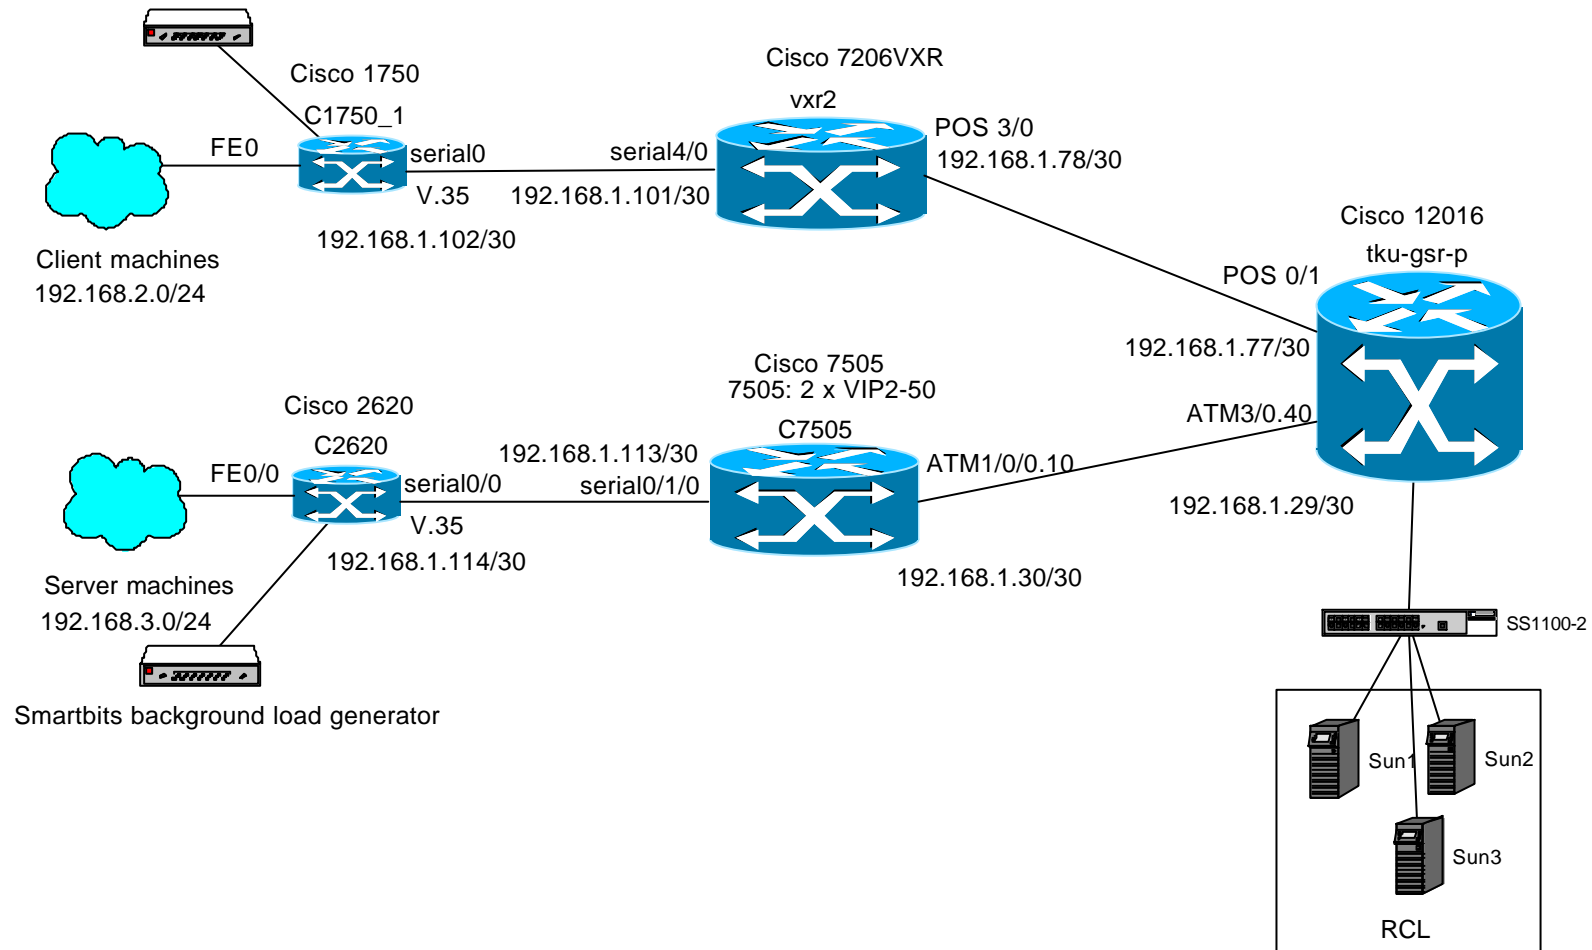 Cisco 1750
C1750_1
FE0
serial0
V.35
192.168.1.102/30
Client machines
192.168.2.0/24
Cisco 7206VXR
vxr2
serial4/0
192.168.1.101/30
POS 3/0
192.168.1.78/30
Cisco 12016
tku-gsr-p
POS 0/1
192.168.1.77/30
ATM3/0.40
192.168.1.29/30
Cisco 7505
7505: 2 x VIP2-50
C7505
192.168.1.113/30
serial0/1/0
ATM1/0/0.10
192.168.1.30/30
Cisco 2620
C2620
FE0/0
serial0/0
V.35
192.168.1.114/30
Server machines
192.168.3.0/24
Smartbits background load generator
SS1100-2
Sun1
Sun2
Sun3
RCL